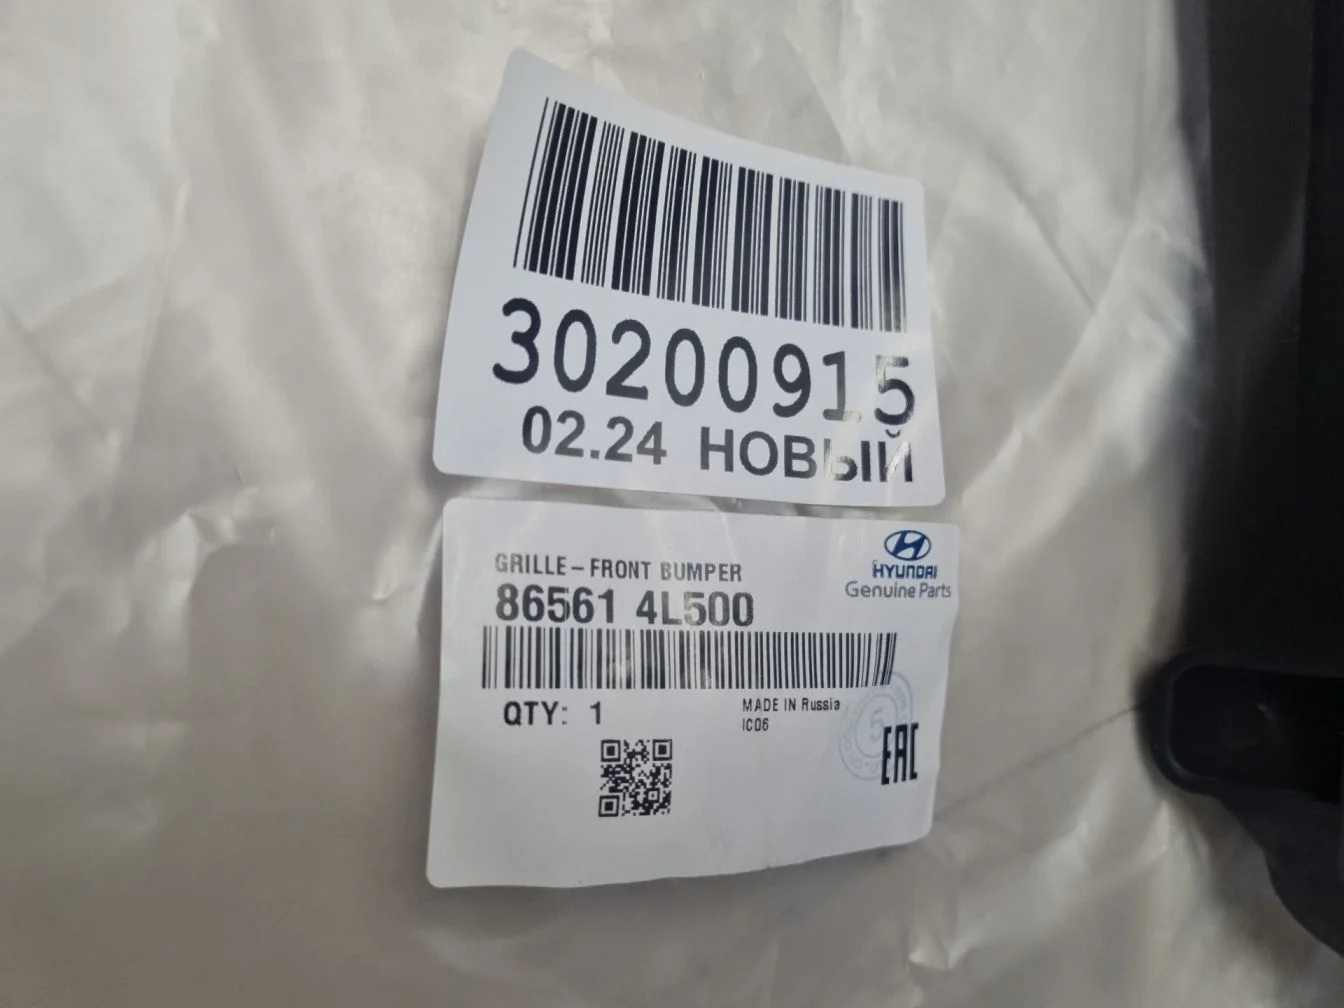 30200915
02.24 НОВЫЙ
GRILLE-FRONT BUMPER
HYUNDAI
Genuine Parts
86561 4L500
QTY: 1
MADE IN Russia
IC06
5
EAC